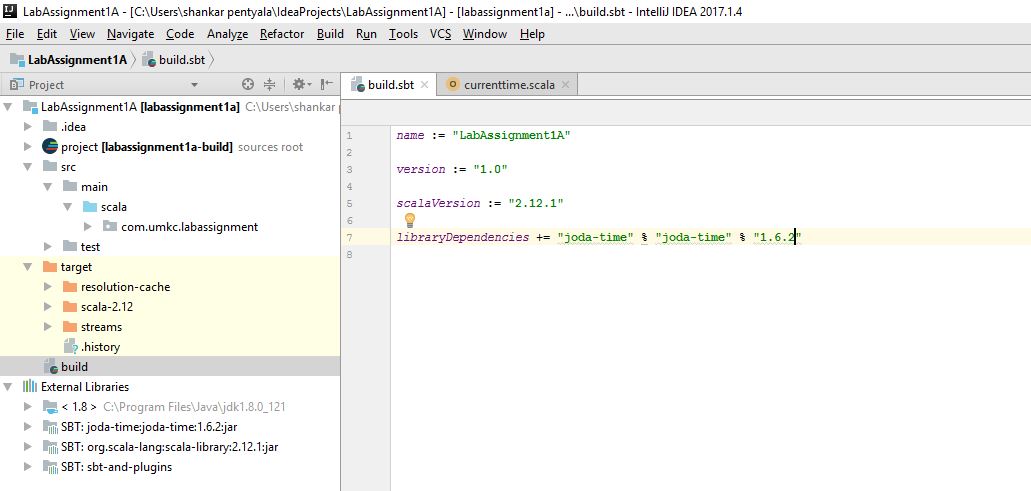 LabAssignment1A - [C:\Users\shankar pentyala\IdeaProjects\LabAssignment1A] - [labassignment1a] - ...\build.sbt - IntelliJ IDEA 2017.1.4
File Edit View Navigate Code Analyze Refactor Build Run Tools VCS Window Help
LabAssignment1A build.sbt
Project
build.sbt currenttime.scala
LabAssignment1A [labassignment1a] C:\Users\shankar p
.idea
project [labassignment1a-build] sources root
src
main
scala
com.umkc.labassignment
test
target
resolution-cache
scala-2.12
streams
.history
build
External Libraries
< 1.8 > C:\Program Files\Java\jdk1.8.0_121
SBT: joda-time:joda-time:1.6.2:jar
SBT: org.scala-lang:scala-library:2.12.1:jar
SBT: sbt-and-plugins
1 name := "LabAssignment1A"
2
3 version := "1.0"
4
5 scalaVersion := "2.12.1"
6
7 libraryDependencies += "joda-time" % "joda-time" % "1.6.2"
8